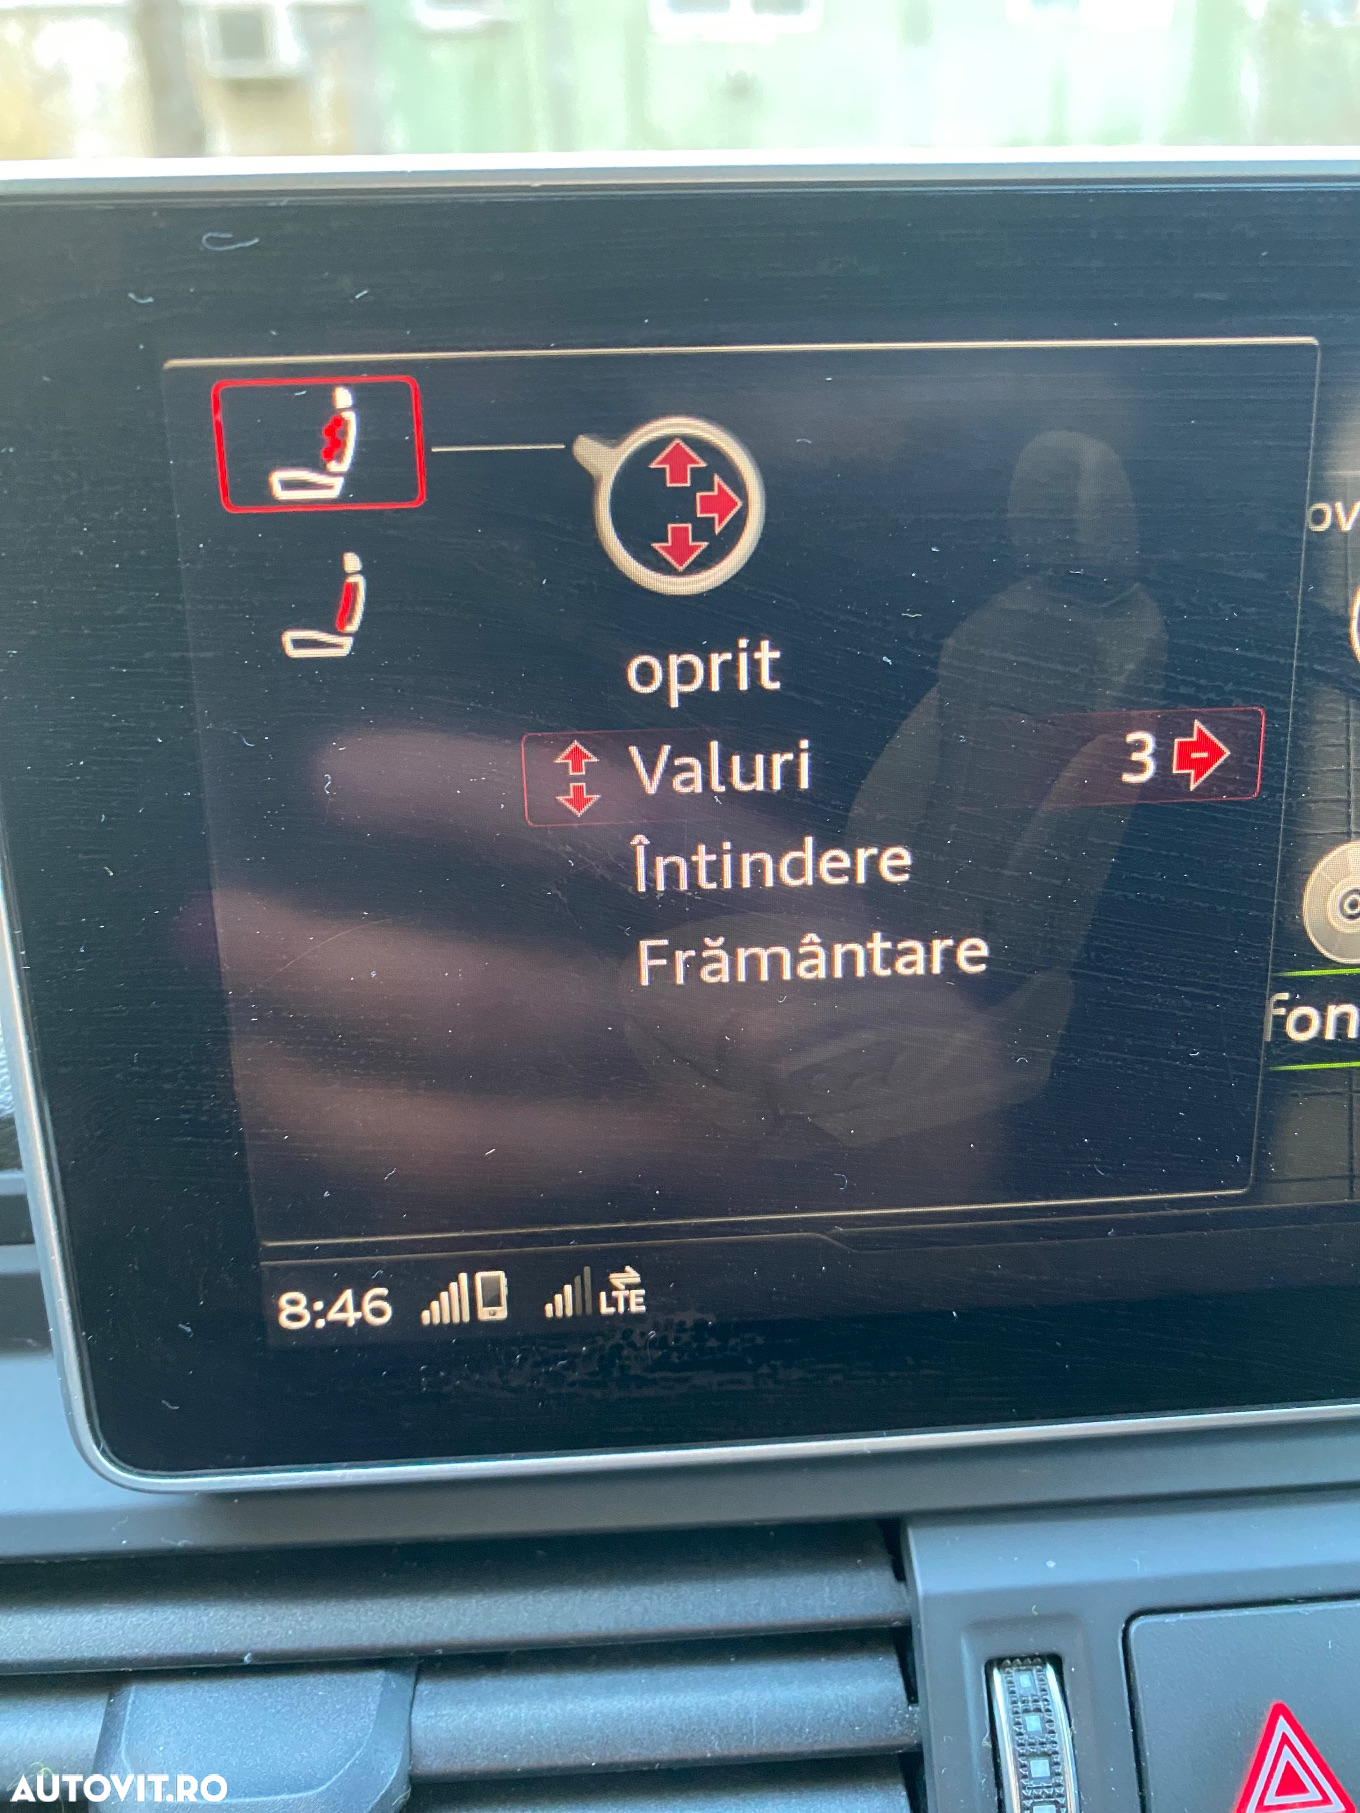 oprit
Valuri 3
Întindere
Frământare
8:46 LTE
AUTOVIT.RO